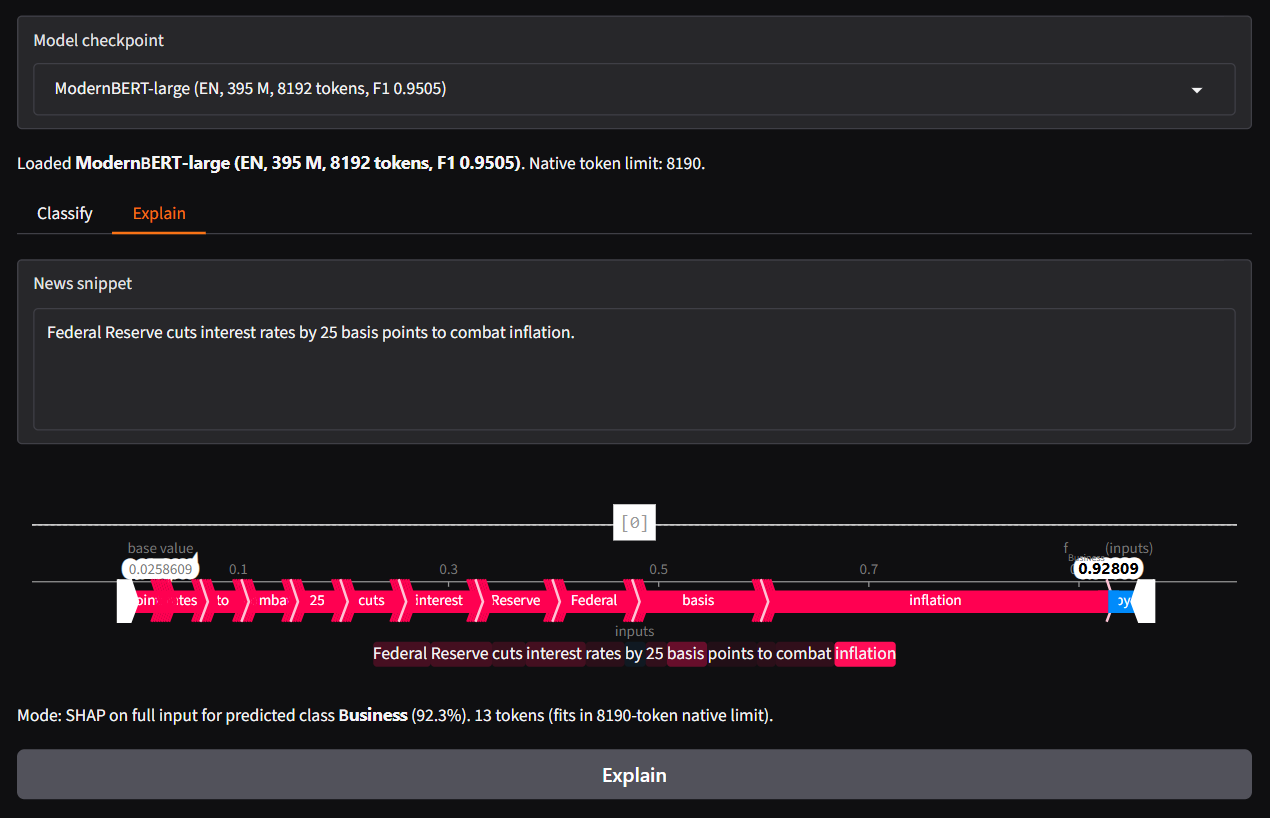 Model checkpoint
ModernBERT-large (EN, 395 M, 8192 tokens, F1 0.9505)
Loaded ModernBERT-large (EN, 395 M, 8192 tokens, F1 0.9505). Native token limit: 8190.
Classify Explain
News snippet
Federal Reserve cuts interest rates by 25 basis points to combat inflation.
[0]
base value f Business (inputs)
0.0258609 0.1 0.3 0.5 0.7 0.92809
to 25 cuts interest Reserve Federal basis inflation
inputs
Federal Reserve cuts interest rates by 25 basis points to combat inflation
Mode: SHAP on full input for predicted class Business (92.3%). 13 tokens (fits in 8190-token native limit).
Explain